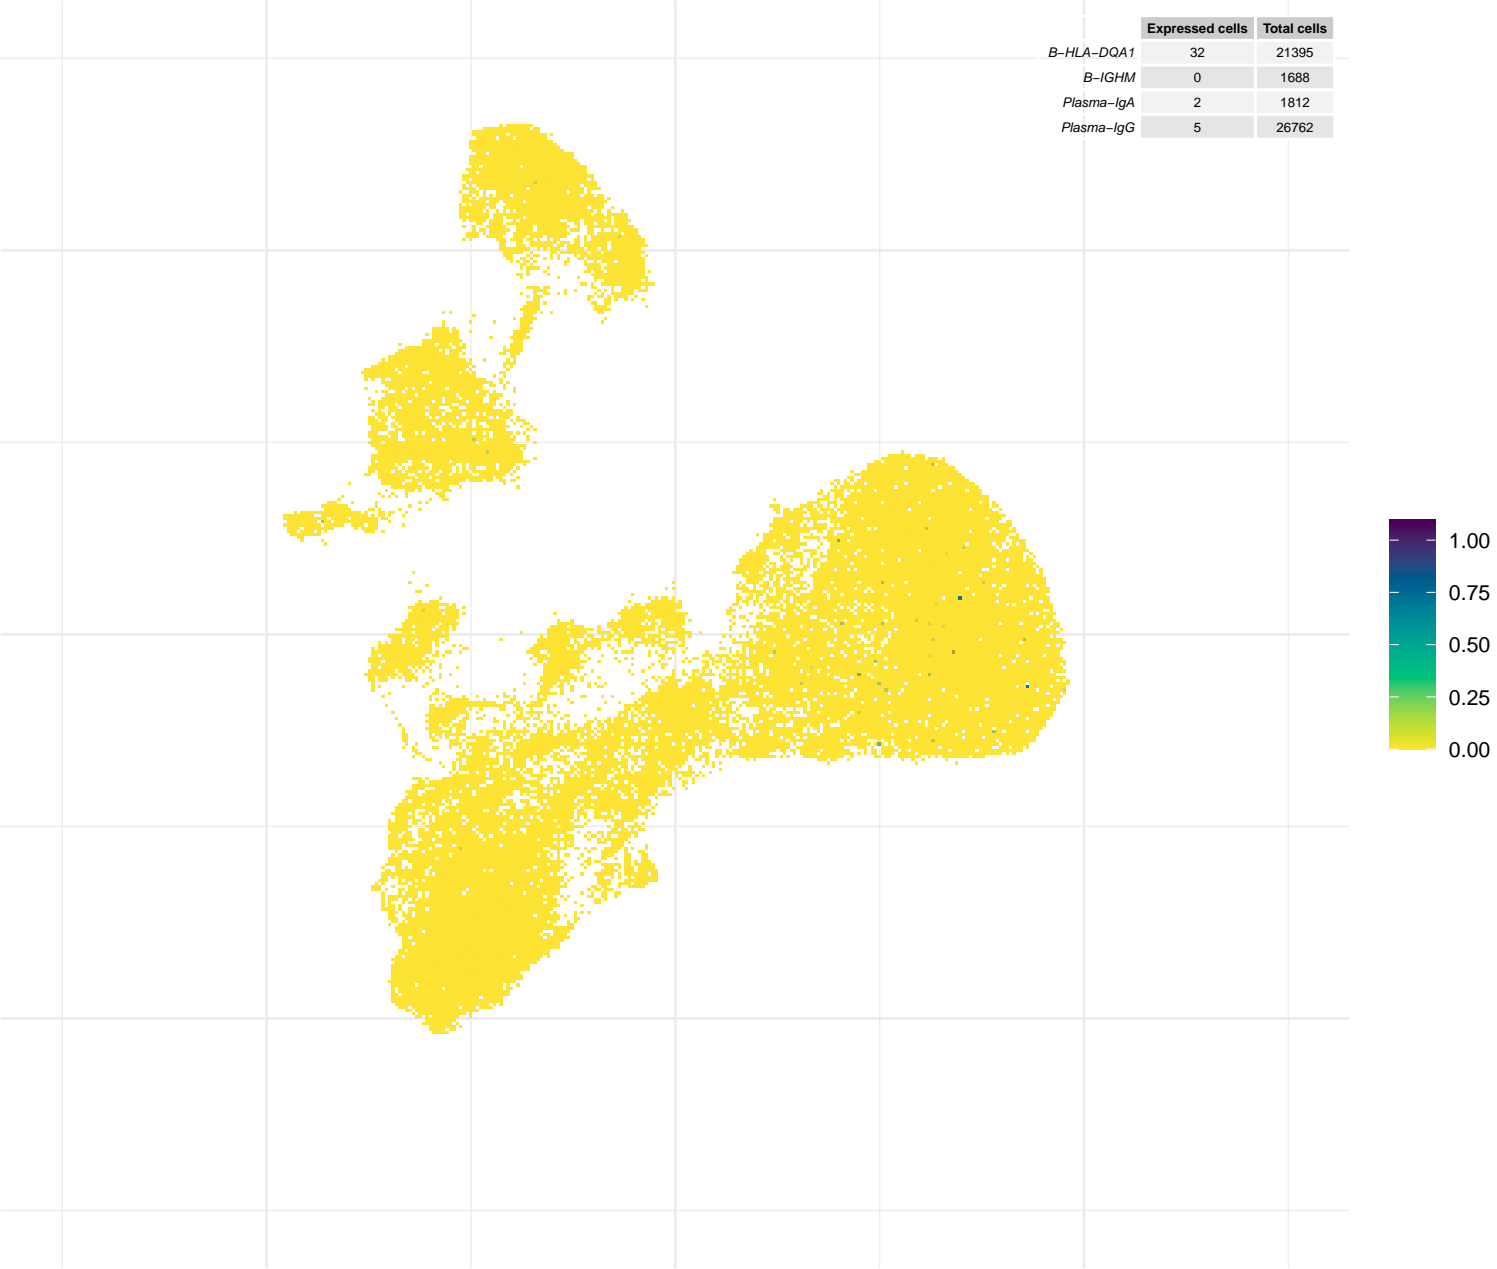 Expressed cells Total cells
B−HLA−DQA1 32 21395
B−IGHM 0 1688
Plasma−IgA 2 1812
Plasma−IgG 5 26762
1.00
0.75
0.50
0.25
0.00